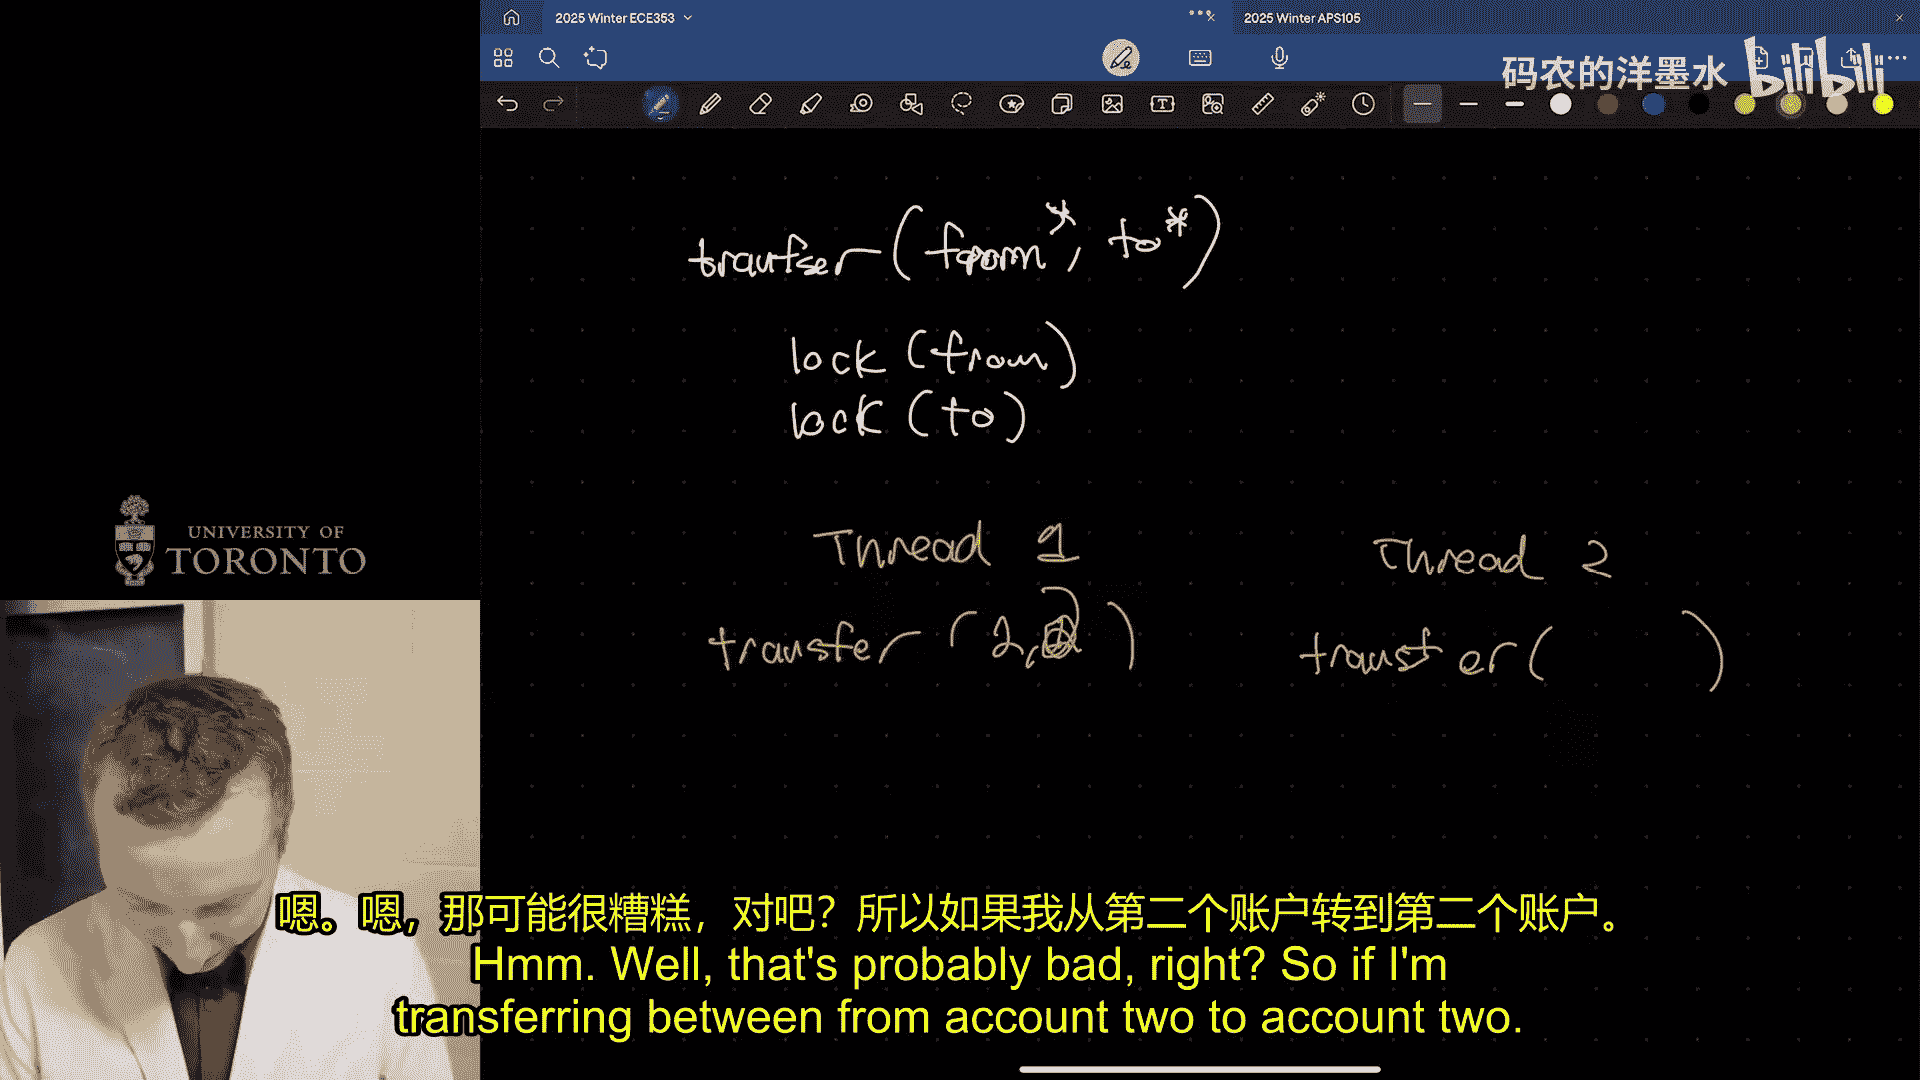 2025 Winter ECE353
2025 Winter APS105
码农的洋墨水 bilibili
transfer (from*, to*)
lock (from)
lock (to)
Thread 1
Thread 2
transfer (2, 2)
transfer ( )
UNIVERSITY OF
TORONTO
嗯。嗯，那可能很糟糕，对吧？所以如果我从第二个账户转到第二个账户。
Hmm. Well, that's probably bad, right? So if I'm
transferring between from account two to account two.